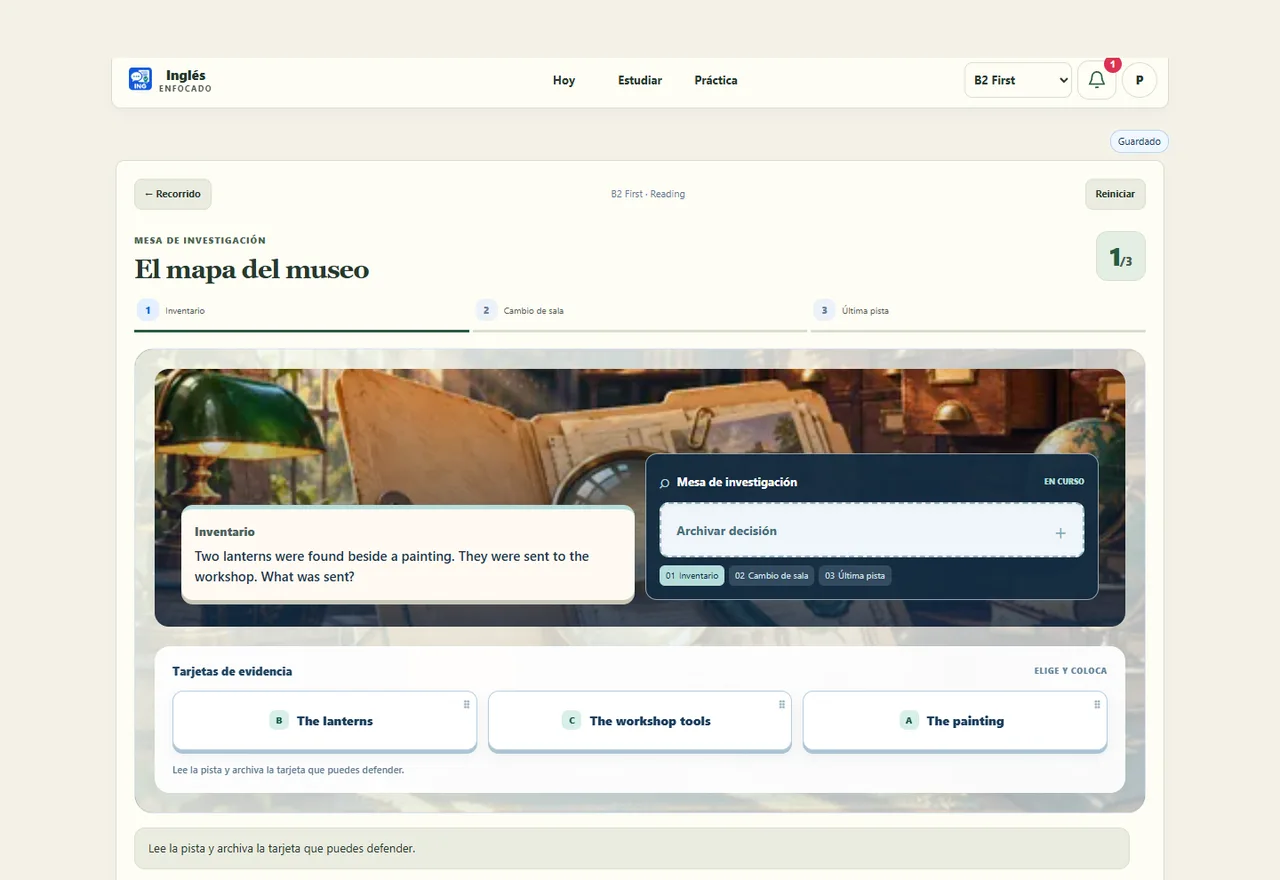 Inglés
ENFOCADO
Hoy
Estudiar
Práctica
B2 First
1
P
Guardado
← Recorrido
B2 First · Reading
Reiniciar
MESA DE INVESTIGACIÓN
El mapa del museo
1/3
1 Inventario
2 Cambio de sala
3 Última pista
Inventario
Two lanterns were found beside a painting. They were sent to the
workshop. What was sent?
Mesa de investigación
EN CURSO
Archivar decisión
+
01 Inventario
02 Cambio de sala
03 Última pista
Tarjetas de evidencia
ELIGE Y COLOCA
B The lanterns
C The workshop tools
A The painting
Lee la pista y archiva la tarjeta que puedes defender.
Lee la pista y archiva la tarjeta que puedes defender.